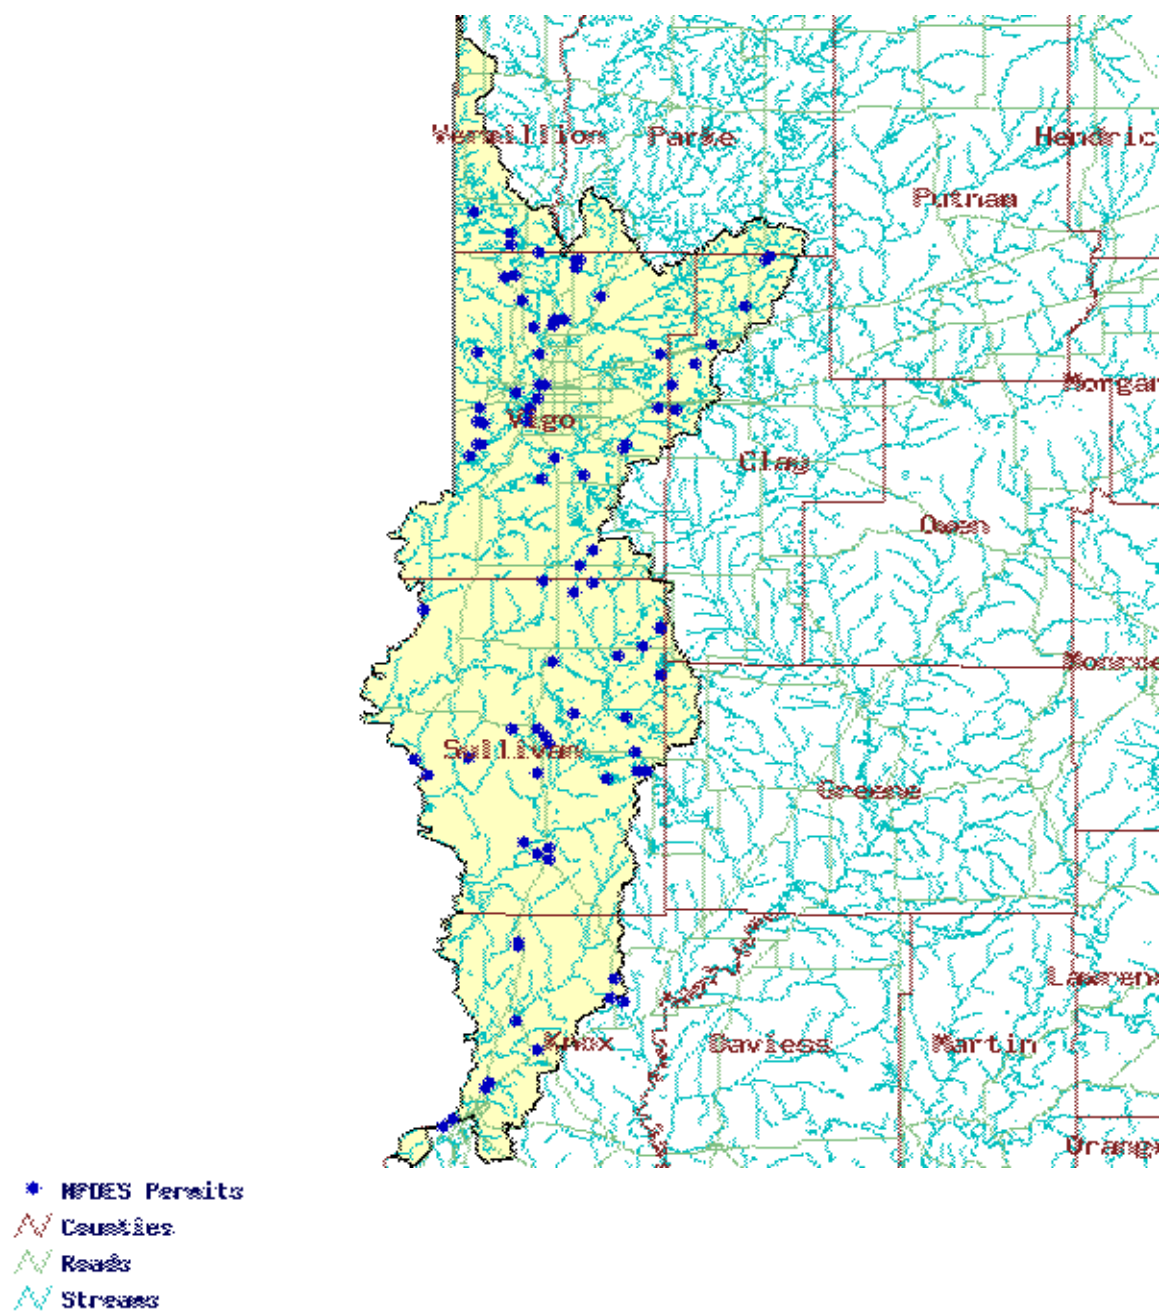 Vermillion Parke Hendric
Putnam
Morgan
Vigo
Clay
Owen
Monroe
Sullivan
Greene
Lawrenc
Knox Daviess Martin
Orange
NPDES Permits
Counties
Roads
Streams